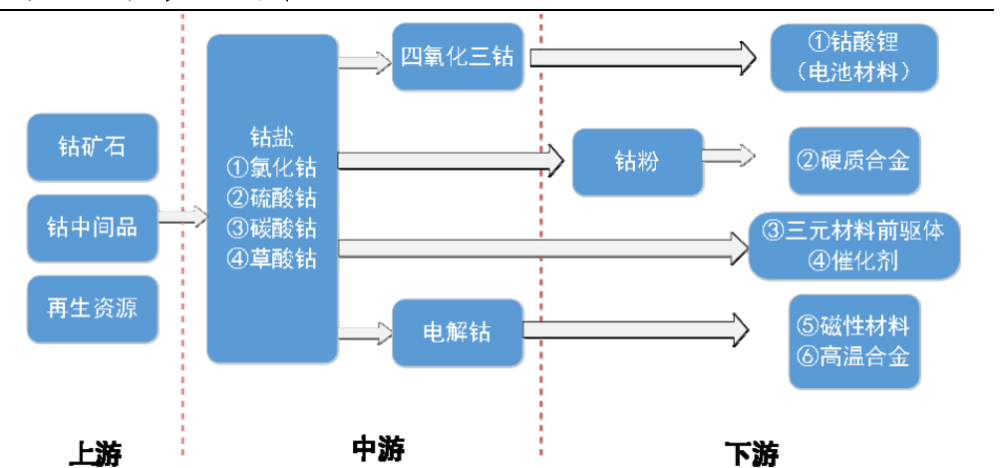 钴矿石
钴中间品
再生资源
钴盐
①氯化钴
②硫酸钴
③碳酸钴
④草酸钴
四氧化三钴
电解钴
钴粉
①钴酸锂
（电池材料）
②硬质合金
③三元材料前驱体
④催化剂
⑤磁性材料
⑥高温合金
上游
中游
下游